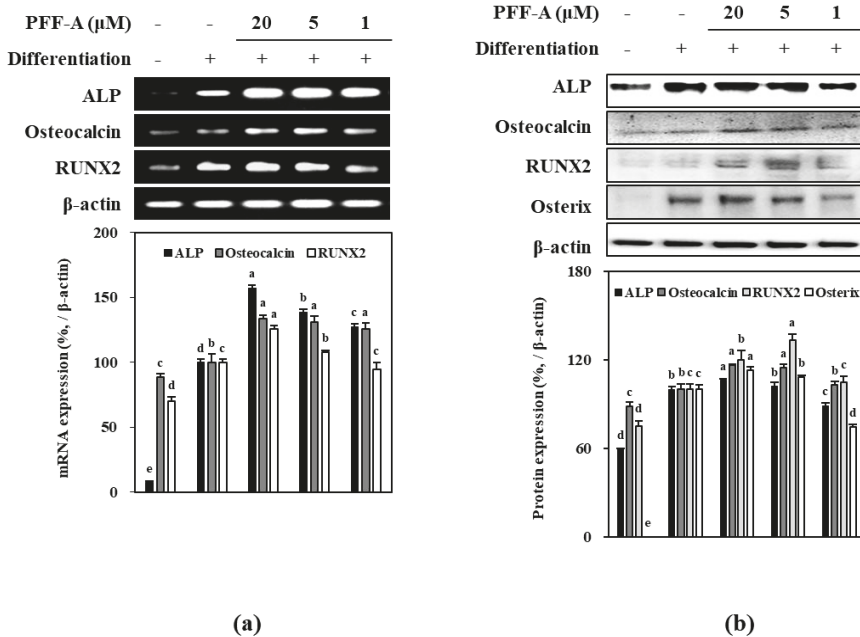 PFF-A (μM) - - 20 5 1
Differentiation - + + + +
ALP
Osteocalcin
RUNX2
β-actin
200
150
100
50
0
mRNA expression (%, / β-actin)
ALP Osteocalcin RUNX2
e c d
d b c
a a a
b a b
c a c
(a)
PFF-A (μM) - - 20 5 1
Differentiation - + + + +
ALP
Osteocalcin
RUNX2
Osterix
β-actin
180
120
60
0
Protein expression (%, / β-actin)
ALP Osteocalcin RUNX2 Osterix
d c d e
b b c c
a a b a
b a a b
c b c d
(b)